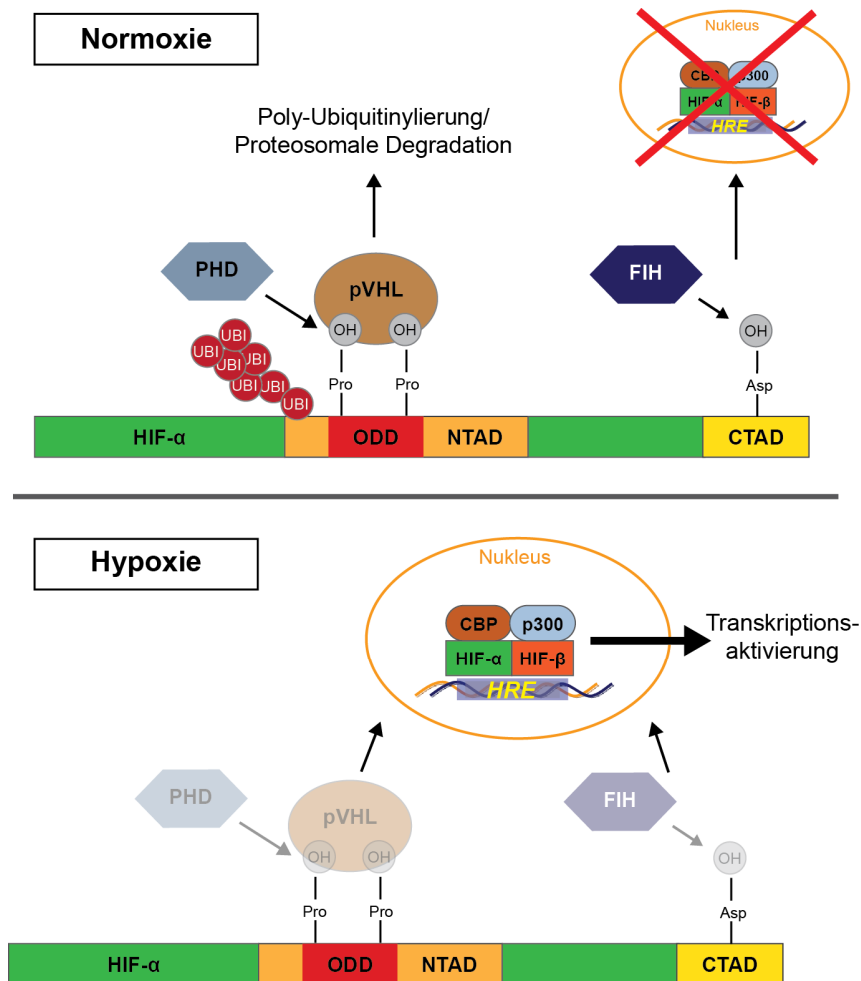 Normoxie
Nukleus
CBP p300
HIF-α HIF-β
HRE
Poly-Ubiquitinylierung/
Proteosomale Degradation
PHD
pVHL
FIH
OH OH
OH
UBI
UBI
UBI
UBI
UBI
UBI
UBI
Pro Pro
Asp
HIF-α ODD NTAD CTAD
Hypoxie
Nukleus
CBP p300
HIF-α HIF-β
HRE
Transkriptions-
aktivierung
PHD
pVHL
FIH
OH OH
OH
Pro Pro
Asp
HIF-α ODD NTAD CTAD